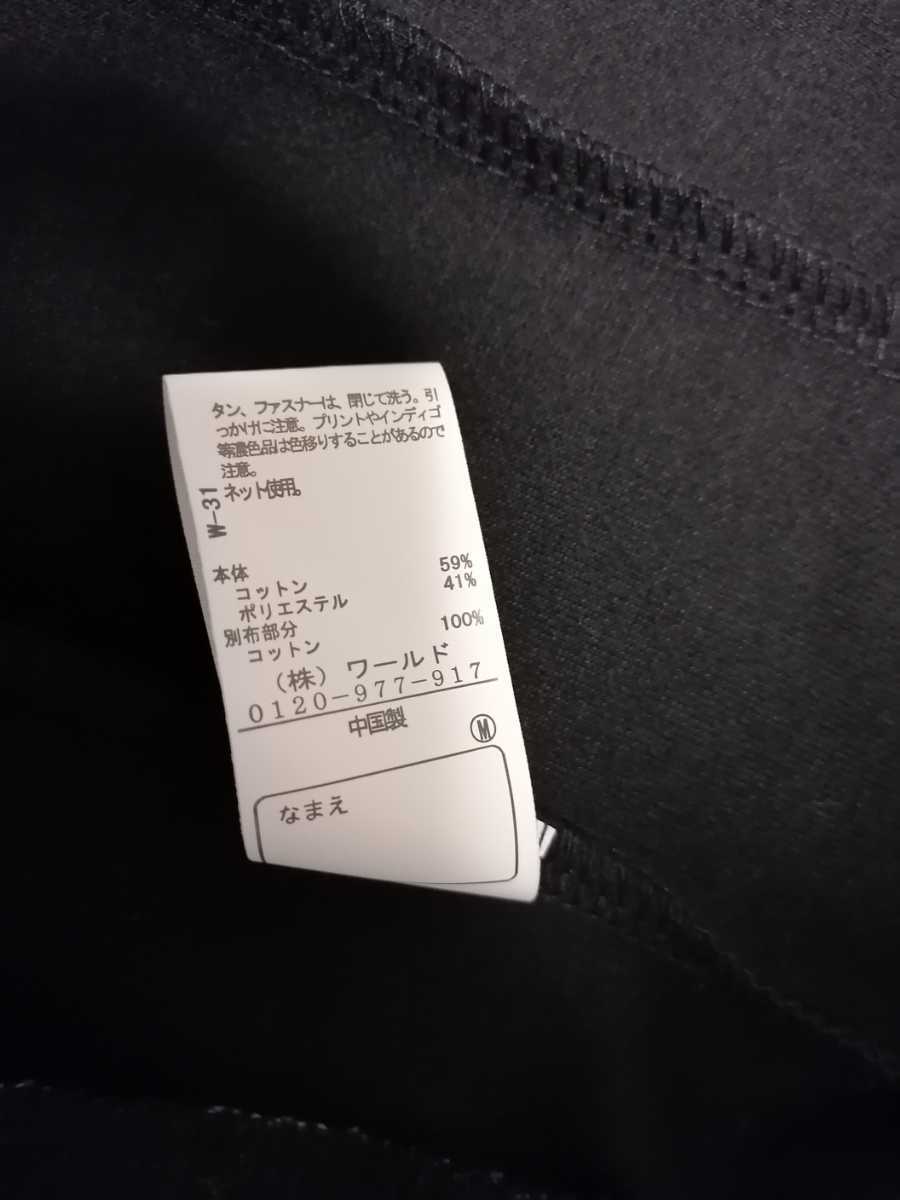 タン、ファスナーは、閉じて洗う。引
っかけに注意。プリントやインディゴ
等濃色品は色移りすることがあるので
注意。
ネット使用。
W-31
本体
コットン 59%
ポリエステル 41%
別布部分
コットン 100%
(株) ワールド
0120-977-917
中国製
M
なまえ